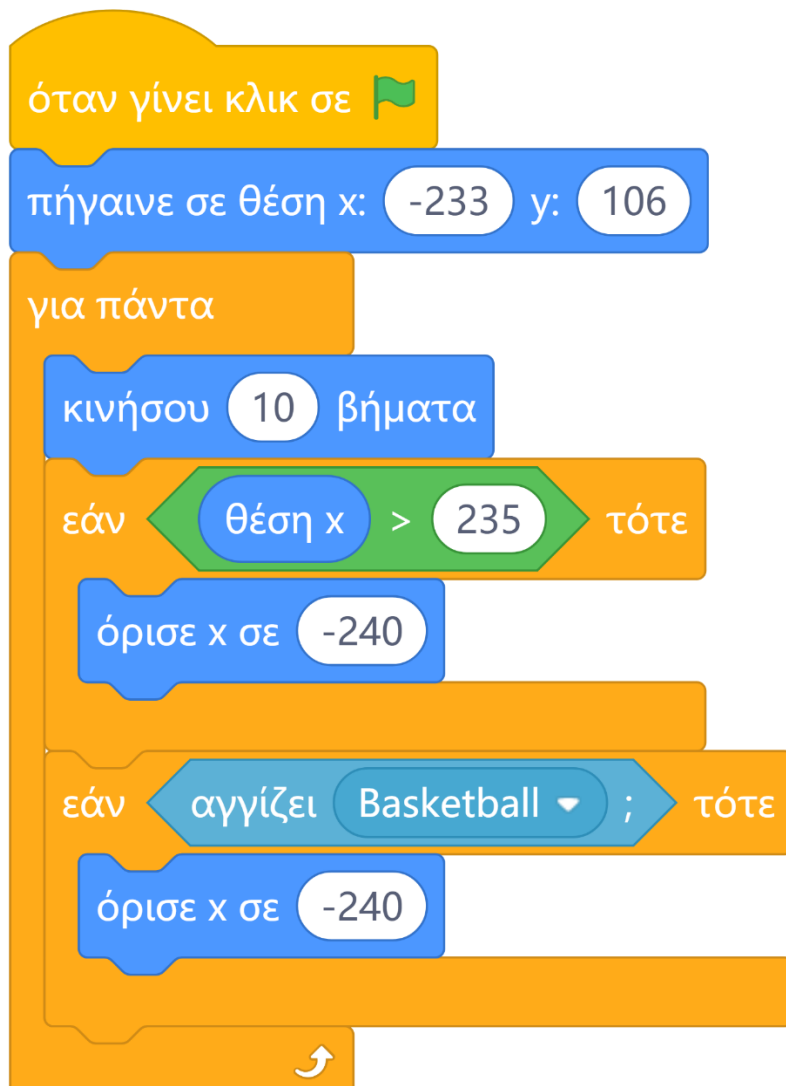 όταν γίνει κλικ σε
πήγαινε σε θέση x: -233 y: 106
για πάντα
κινήσου 10 βήματα
εάν θέση x > 235 τότε
όρισε x σε -240
εάν αγγίζει Basketball ; τότε
όρισε x σε -240